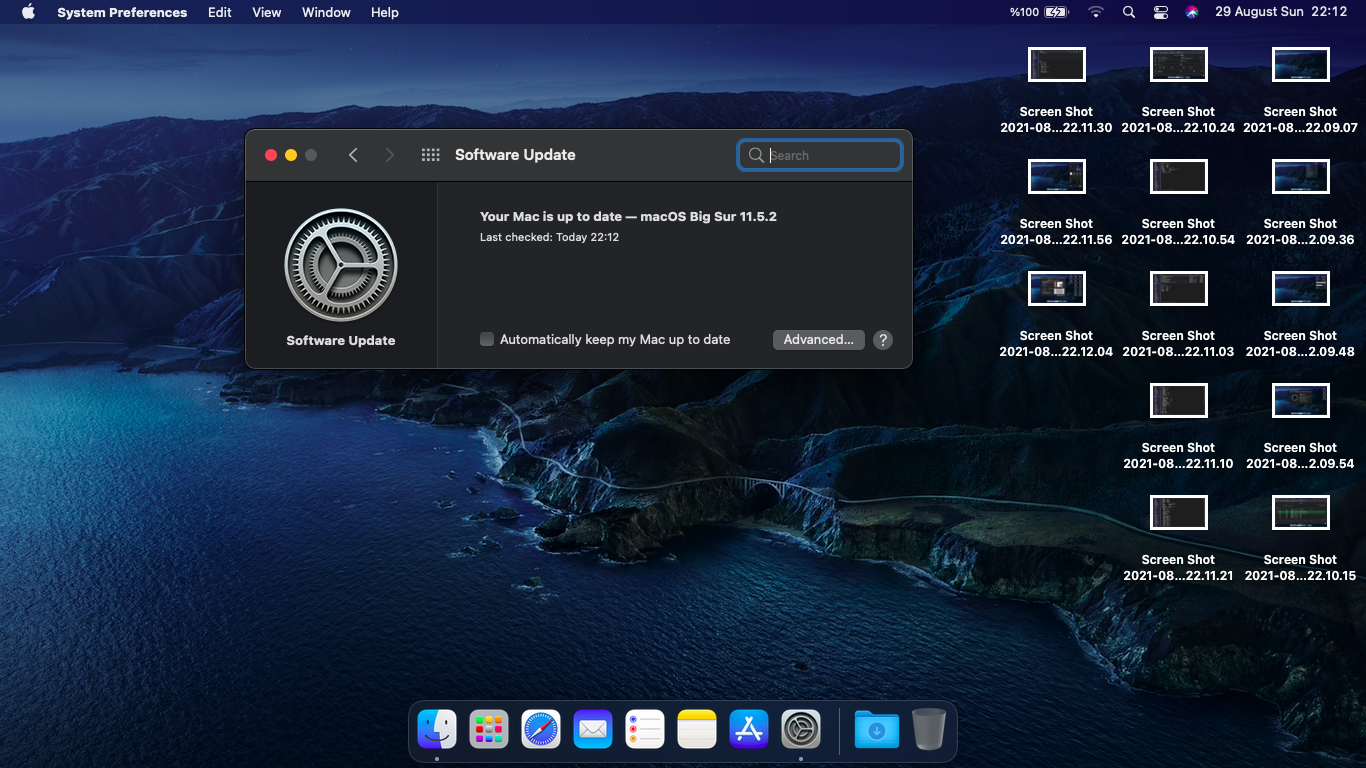 System Preferences Edit View Window Help %100 29 August Sun 22:12
Software Update
Search
Software Update
Your Mac is up to date — macOS Big Sur 11.5.2
Last checked: Today 22:12
Automatically keep my Mac up to date
Advanced...
?
Screen Shot
2021-08...22.11.30
Screen Shot
2021-08...22.10.24
Screen Shot
2021-08...22.09.07
Screen Shot
2021-08...22.11.56
Screen Shot
2021-08...22.10.54
Screen Shot
2021-08...2.09.36
Screen Shot
2021-08...22.12.04
Screen Shot
2021-08...22.11.03
Screen Shot
2021-08...2.09.48
Screen Shot
2021-08...22.11.10
Screen Shot
2021-08...2.09.54
Screen Shot
2021-08...22.11.21
Screen Shot
2021-08...22.10.15